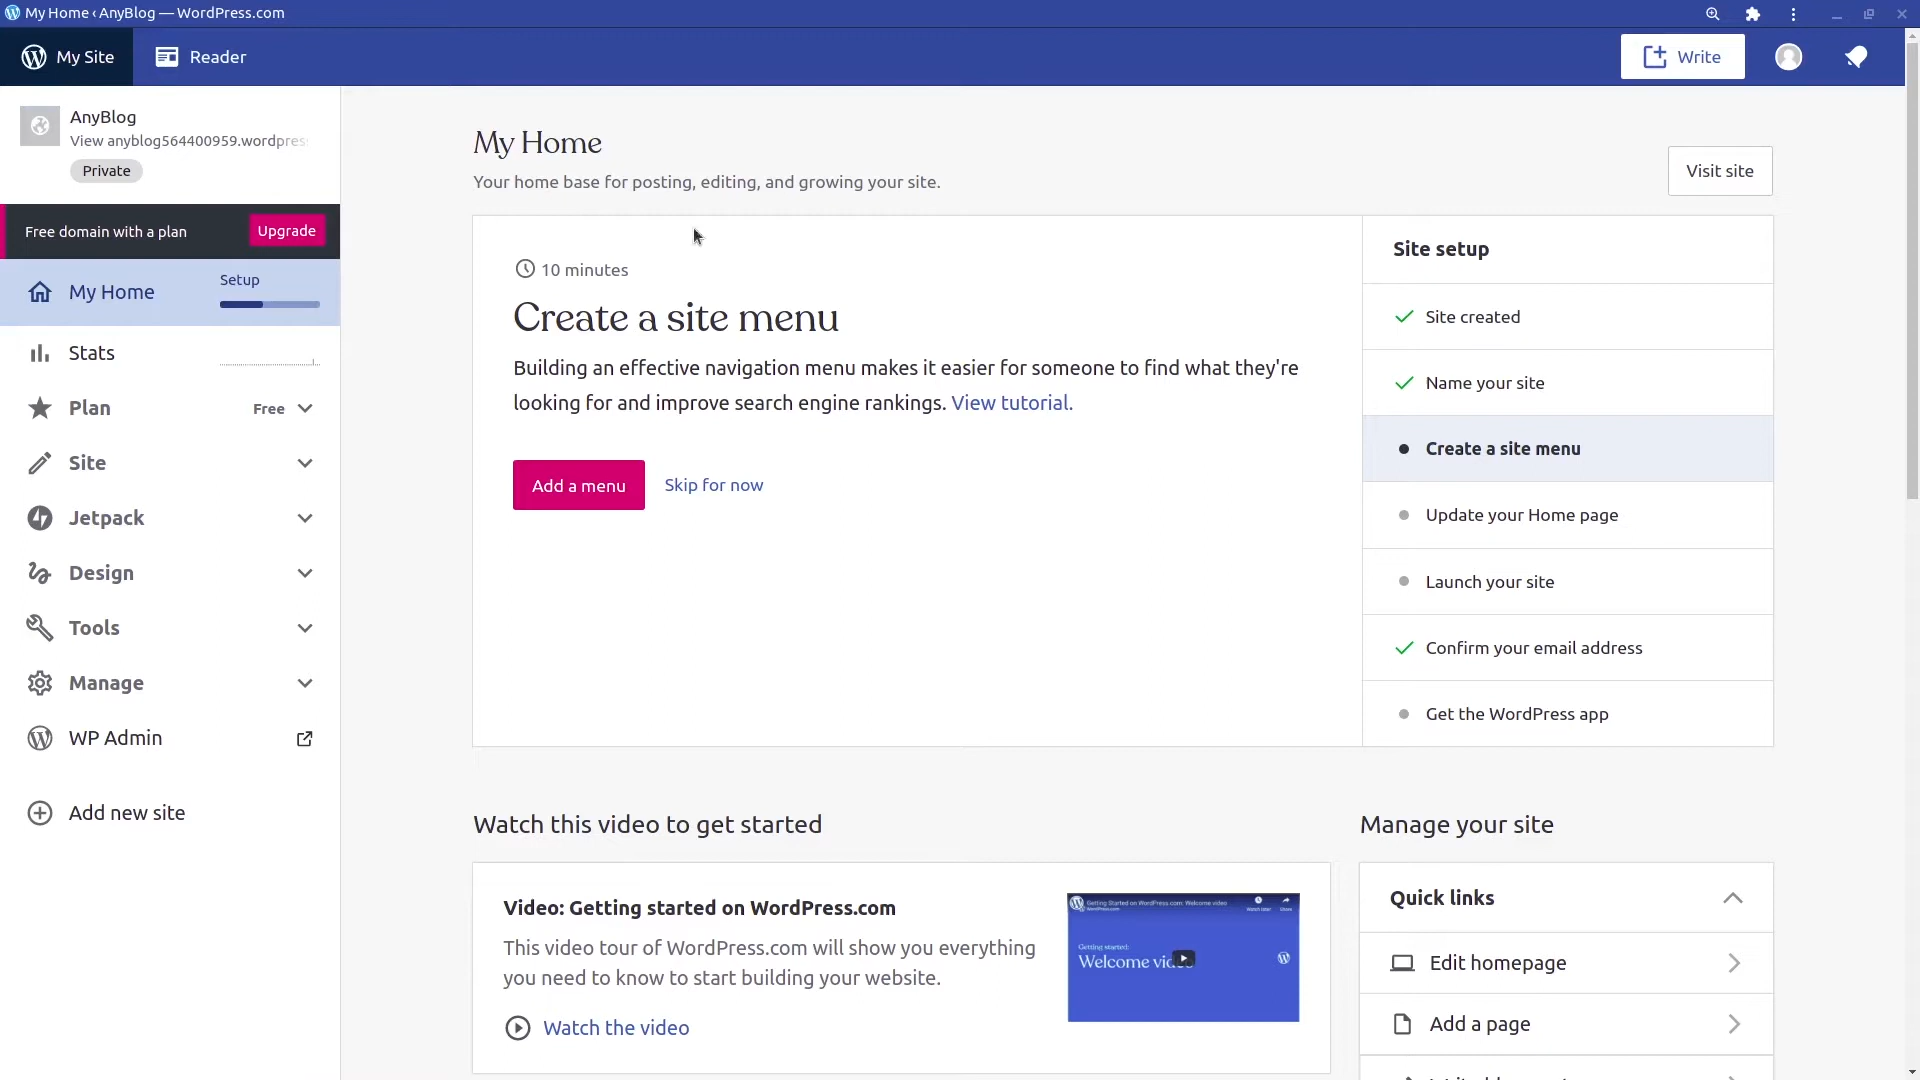 My Home ‹ AnyBlog — WordPress.com
My Site
Reader
Write
AnyBlog
View anyblog564400959.wordpres
Private
Free domain with a plan
Upgrade
My Home
Setup
Stats
Plan
Free
Site
Jetpack
Design
Tools
Manage
WP Admin
Add new site
My Home
Your home base for posting, editing, and growing your site.
Visit site
10 minutes
Create a site menu
Building an effective navigation menu makes it easier for someone to find what they're
looking for and improve search engine rankings. View tutorial.
Add a menu
Skip for now
Site setup
Site created
Name your site
Create a site menu
Update your Home page
Launch your site
Confirm your email address
Get the WordPress app
Watch this video to get started
Video: Getting started on WordPress.com
This video tour of WordPress.com will show you everything
you need to know to start building your website.
Watch the video
Getting Started on WordPress.com: Welcome video
Getting started:
Welcome
Manage your site
Quick links
Edit homepage
Add a page